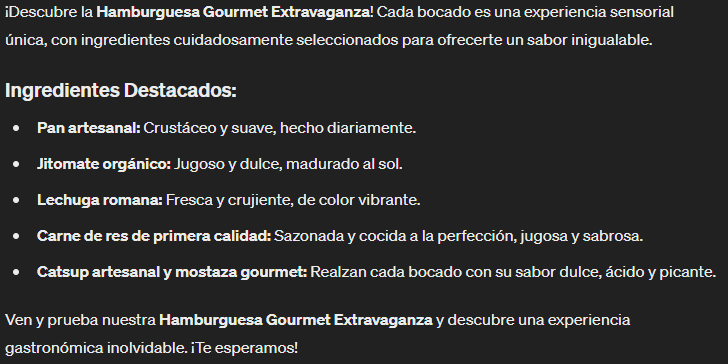 ¡Descubre la Hamburguesa Gourmet Extravaganza! Cada bocado es una experiencia sensorial
única, con ingredientes cuidadosamente seleccionados para ofrecerte un sabor inigualable.
Ingredientes Destacados:
• Pan artesanal: Crustáceo y suave, hecho diariamente.
• Jitomate orgánico: Jugoso y dulce, madurado al sol.
• Lechuga romana: Fresca y crujiente, de color vibrante.
• Carne de res de primera calidad: Sazonada y cocida a la perfección, jugosa y sabrosa.
• Catsup artesanal y mostaza gourmet: Realzan cada bocado con su sabor dulce, ácido y picante.
Ven y prueba nuestra Hamburguesa Gourmet Extravaganza y descubre una experiencia
gastronómica inolvidable. ¡Te esperamos!